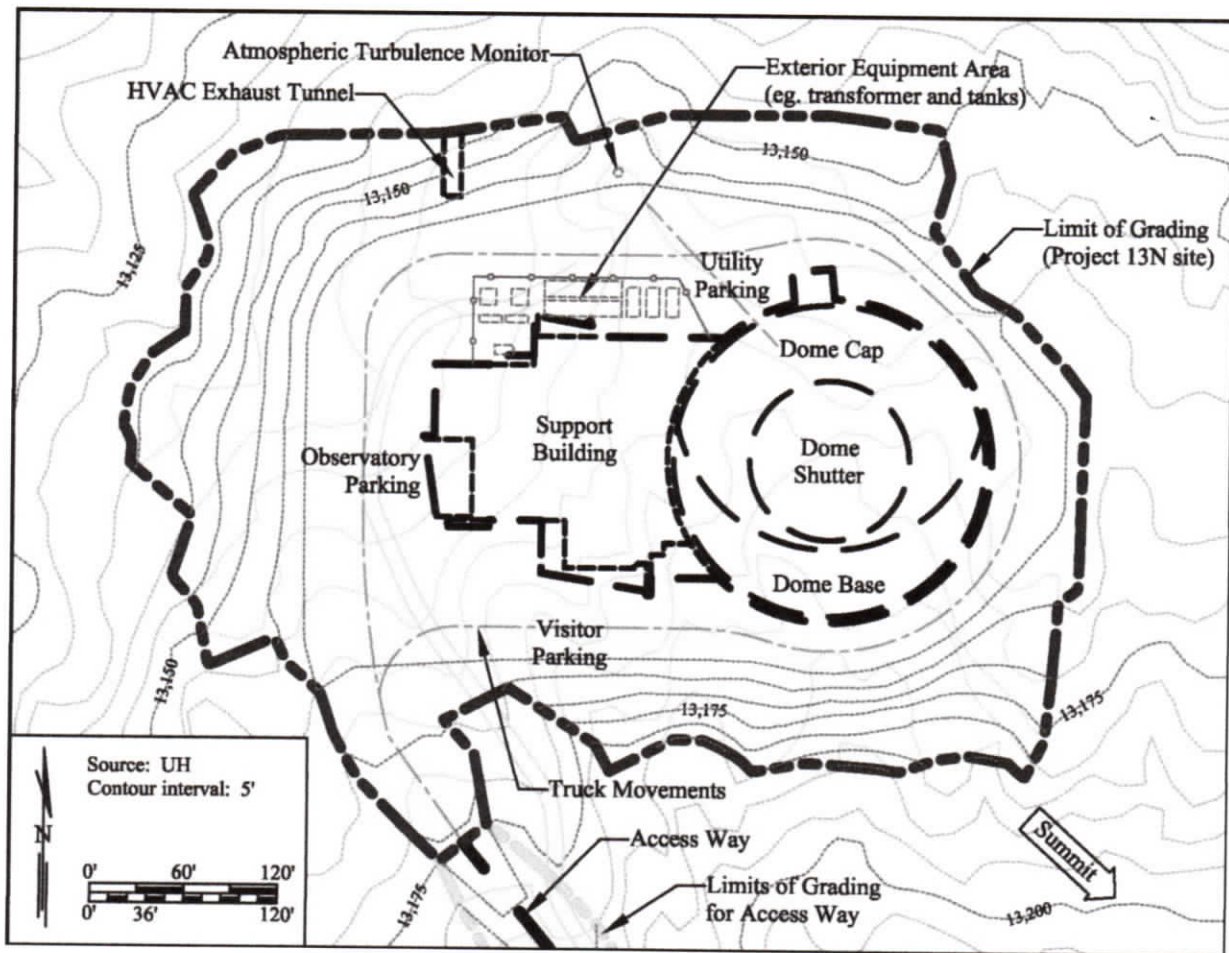 Atmospheric Turbulence Monitor
HVAC Exhaust Tunnel
Exterior Equipment Area
(eg. transformer and tanks)
13,150
13,150
13,125
Limit of Grading
(Project 13N site)
Utility
Parking
Dome Cap
Support
Building
Dome
Shutter
Observatory
Parking
Dome Base
Visitor
Parking
13,150
13,175
13,175
Source: UH
Contour interval: 5'
N
0' 60' 120'
0' 36' 120'
Truck Movements
Access Way
Summit
Limits of Grading
for Access Way
13,175
13,200